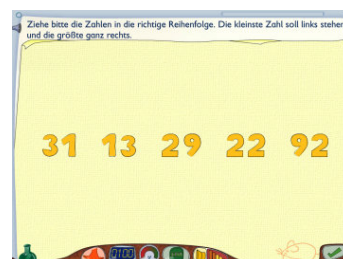 Ziehe bitte die Zahlen in die richtige Reihenfolge. Die kleinste Zahl soll links stehen
und die größte ganz rechts.
31 13 29 22 92